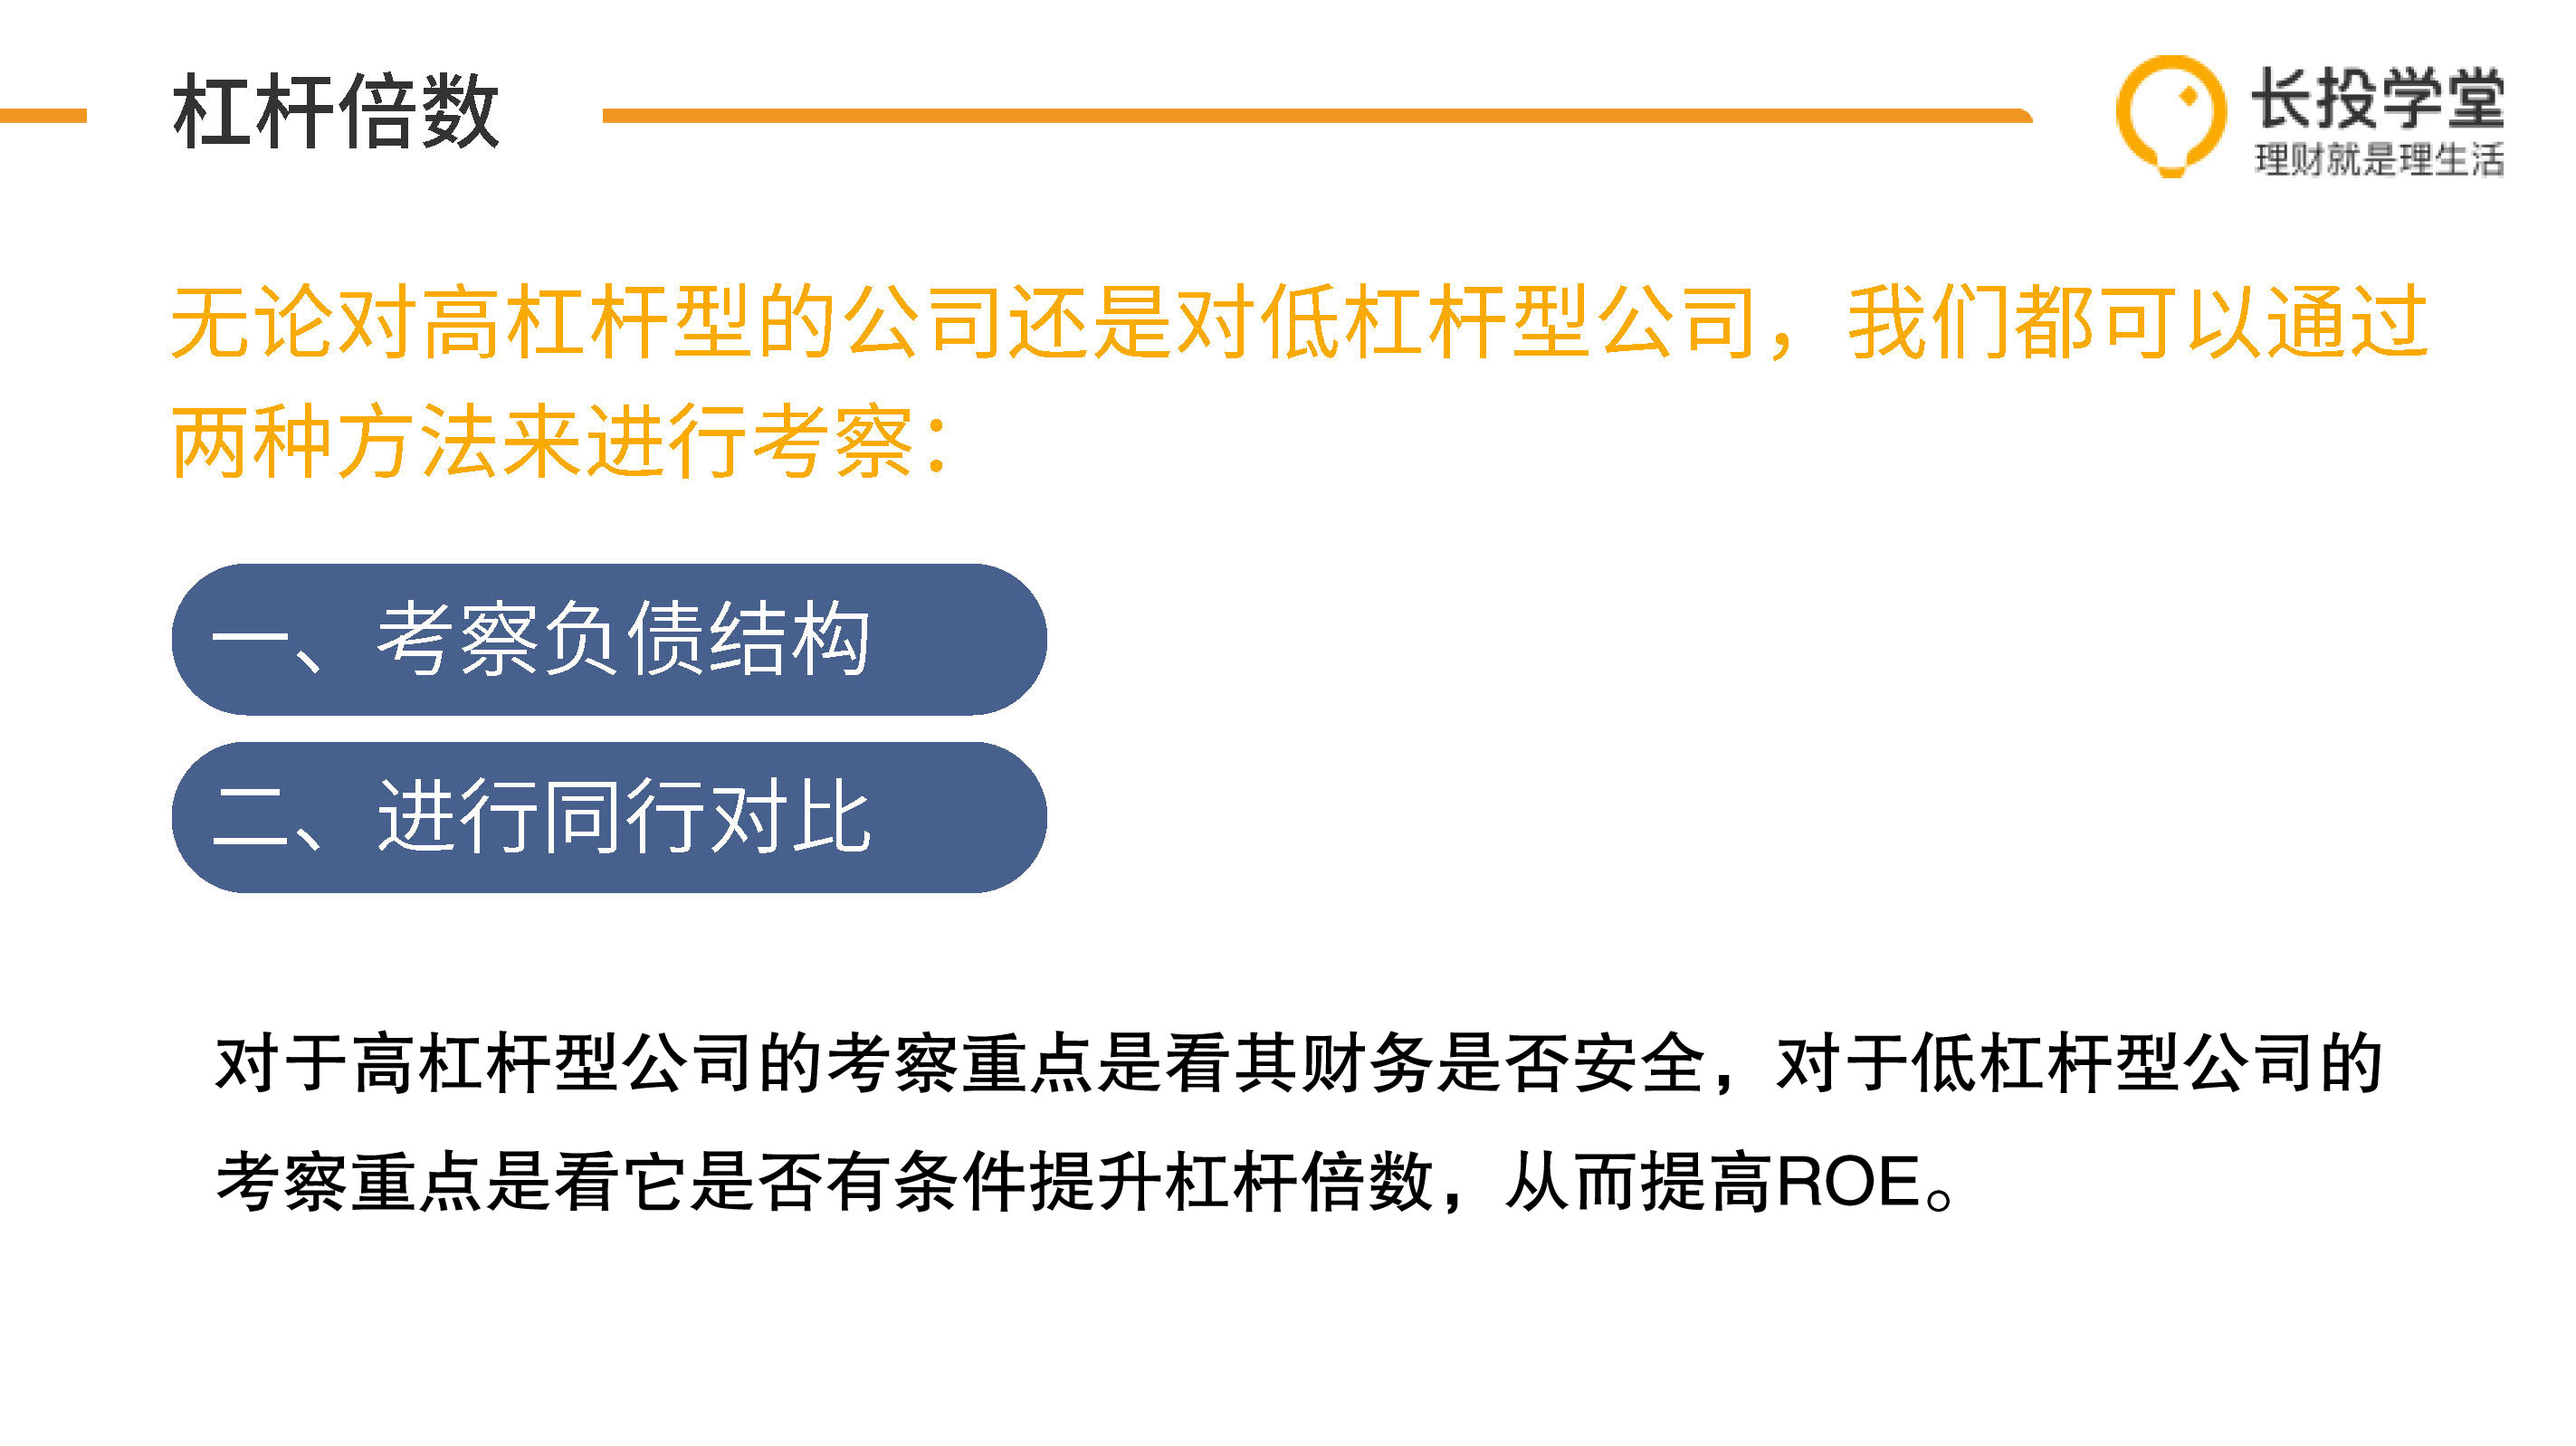 杠杆倍数
长投学堂
理财就是理生活
无论对高杠杆型的公司还是对低杠杆型公司，我们都可以通过
两种方法来进行考察：
一、考察负债结构
二、进行同行对比
对于高杠杆型公司的考察重点是看其财务是否安全，对于低杠杆型公司的
考察重点是看它是否有条件提升杠杆倍数，从而提高ROE。